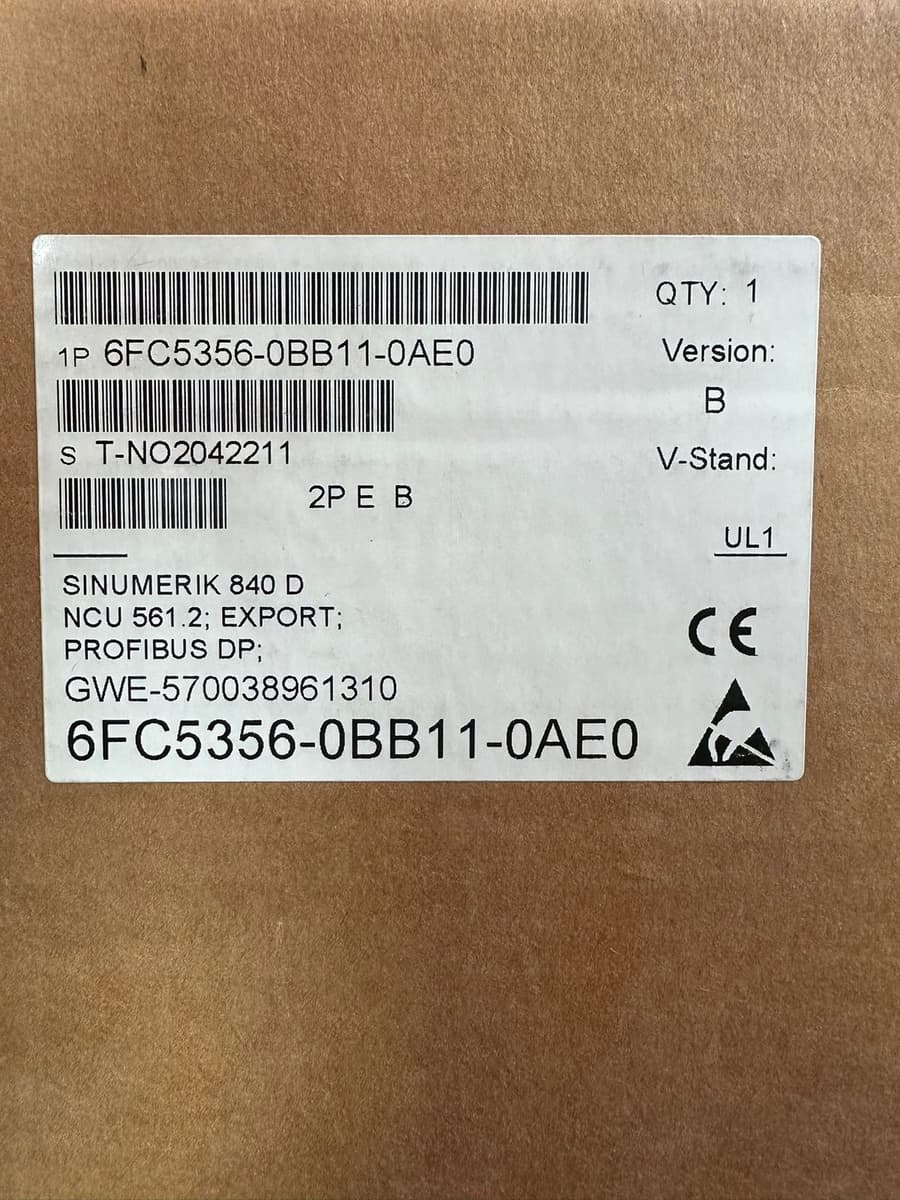 QTY: 1
1P 6FC5356-0BB11-0AE0
Version:
B
S T-NO2042211
V-Stand:
2P E B
UL1
SINUMERIK 840 D
NCU 561.2; EXPORT;
PROFIBUS DP;
CE
GWE-570038961310
6FC5356-0BB11-0AE0